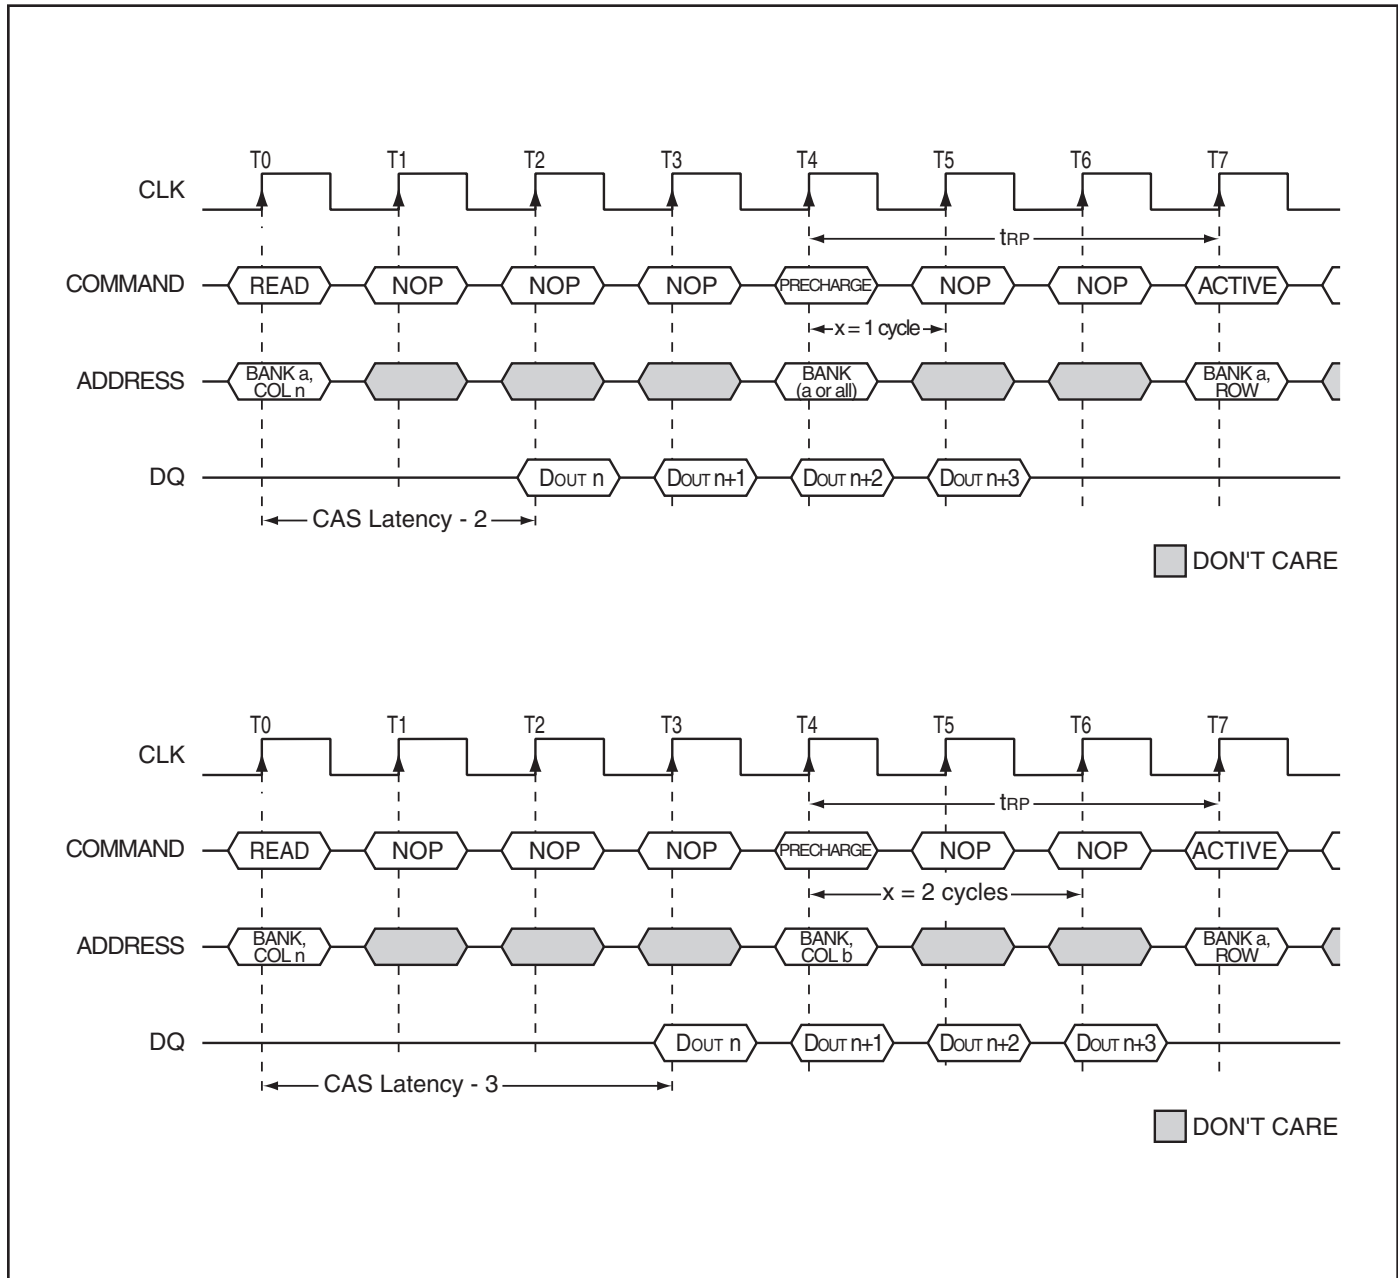 T0 T1 T2 T3 T4 T5 T6 T7
CLK
tRP
COMMAND READ NOP NOP NOP PRECHARGE NOP NOP ACTIVE
x = 1 cycle
ADDRESS BANK a, COL n BANK (a or all) BANK a, ROW
DQ DOUT n DOUT n+1 DOUT n+2 DOUT n+3
CAS Latency - 2
DON'T CARE
T0 T1 T2 T3 T4 T5 T6 T7
CLK
tRP
COMMAND READ NOP NOP NOP PRECHARGE NOP NOP ACTIVE
x = 2 cycles
ADDRESS BANK, COL n BANK, COL b BANK a, ROW
DQ DOUT n DOUT n+1 DOUT n+2 DOUT n+3
CAS Latency - 3
DON'T CARE